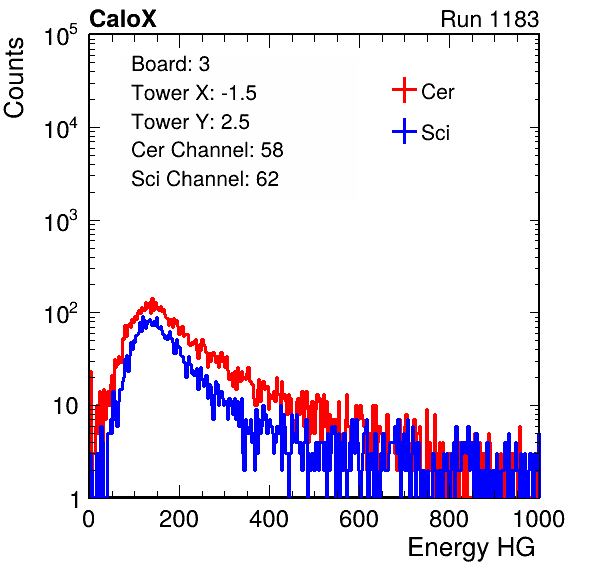 CaloX Run 1183
Counts
Board: 3
Tower X: -1.5
Tower Y: 2.5
Cer Channel: 58
Sci Channel: 62
Cer
Sci
10^5
10^4
10^3
10^2
10
1
0 200 400 600 800 1000
Energy HG